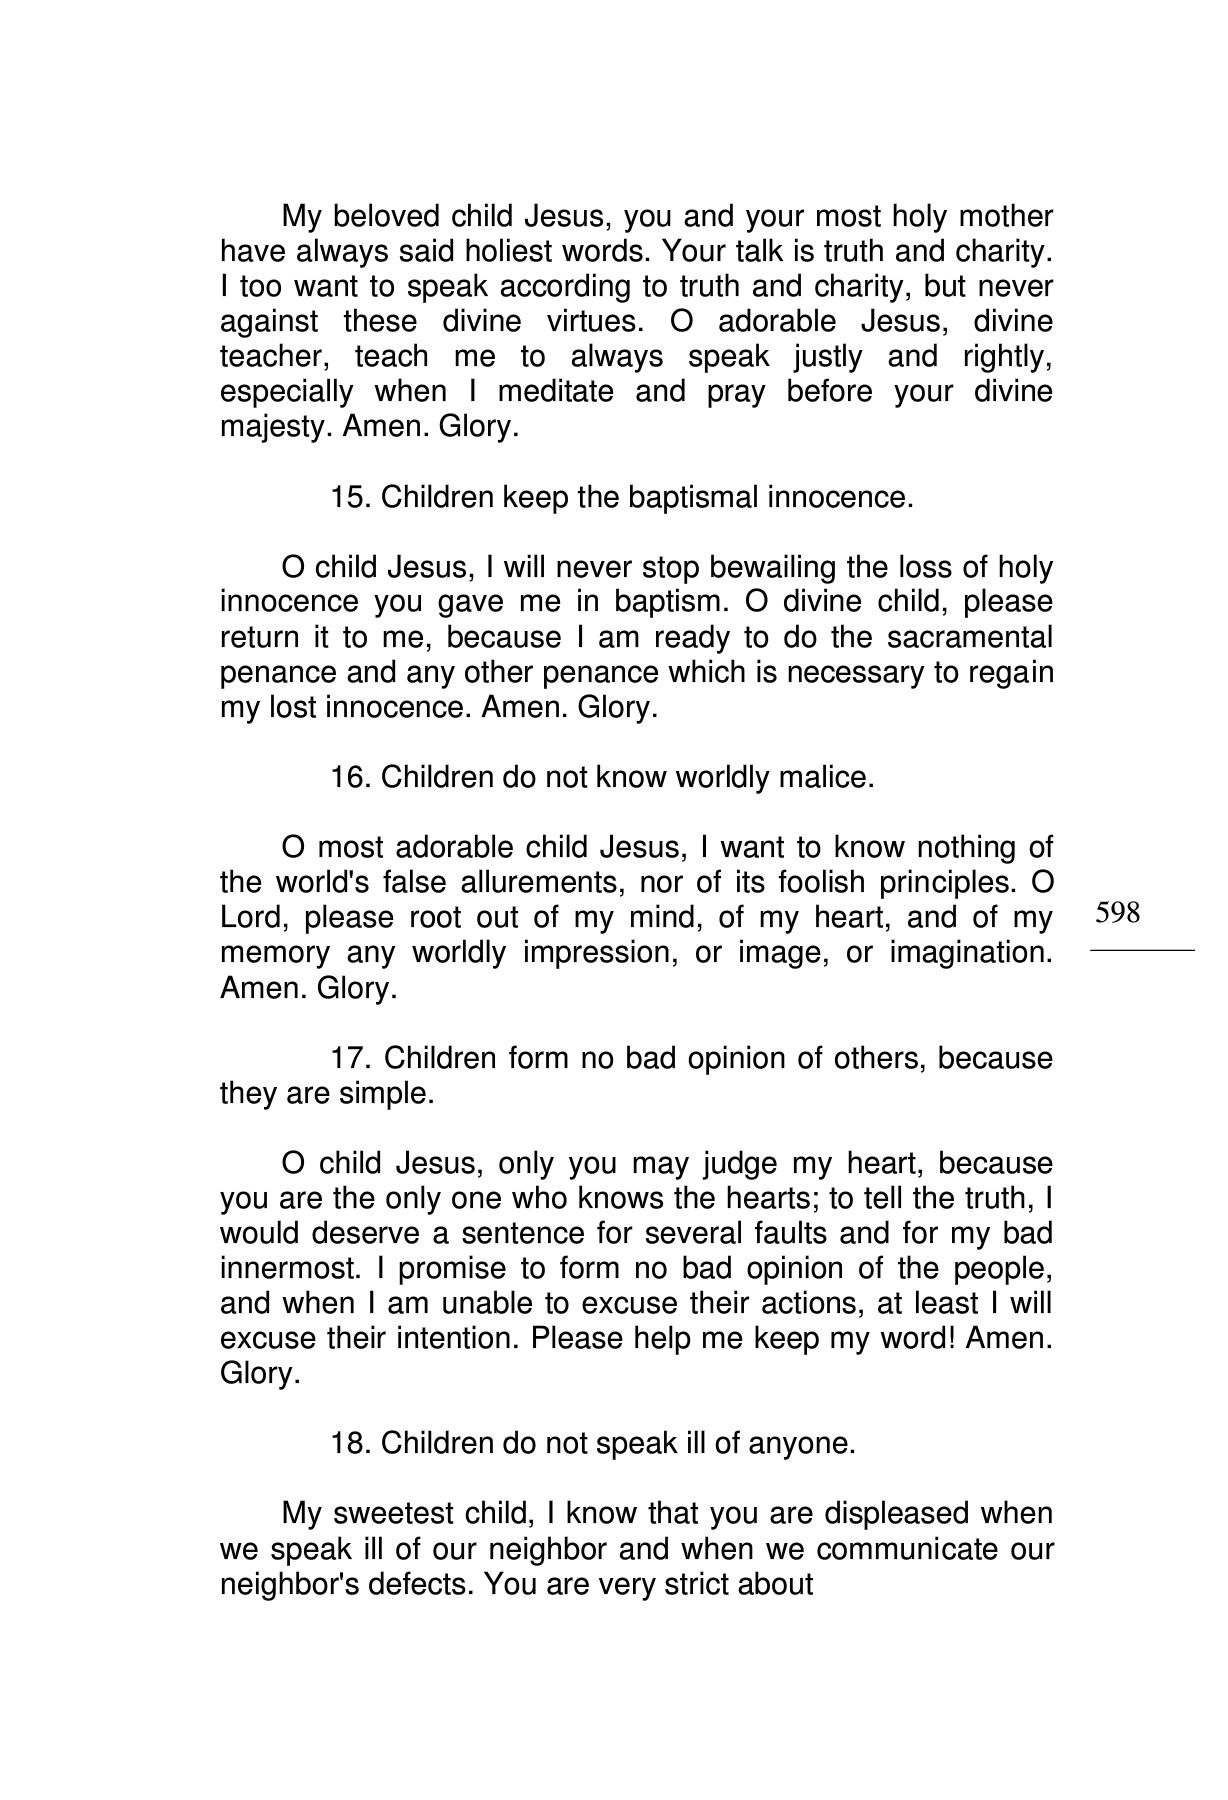 My beloved child Jesus, you and your most holy mother
have always said holiest words. Your talk is truth and charity.
I too want to speak according to truth and charity, but never
against these divine virtues. O adorable Jesus, divine
teacher, teach me to always speak justly and rightly,
especially when I meditate and pray before your divine
majesty. Amen. Glory.
15. Children keep the baptismal innocence.
O child Jesus, I will never stop bewailing the loss of holy
innocence you gave me in baptism. O divine child, please
return it to me, because I am ready to do the sacramental
penance and any other penance which is necessary to regain
my lost innocence. Amen. Glory.
16. Children do not know worldly malice.
O most adorable child Jesus, I want to know nothing of
the world's false allurements, nor of its foolish principles. O
Lord, please root out of my mind, of my heart, and of my
memory any worldly impression, or image, or imagination.
Amen. Glory.
598
17. Children form no bad opinion of others, because
they are simple.
O child Jesus, only you may judge my heart, because
you are the only one who knows the hearts; to tell the truth, I
would deserve a sentence for several faults and for my bad
innermost. I promise to form no bad opinion of the people,
and when I am unable to excuse their actions, at least I will
excuse their intention. Please help me keep my word! Amen.
Glory.
18. Children do not speak ill of anyone.
My sweetest child, I know that you are displeased when
we speak ill of our neighbor and when we communicate our
neighbor's defects. You are very strict about